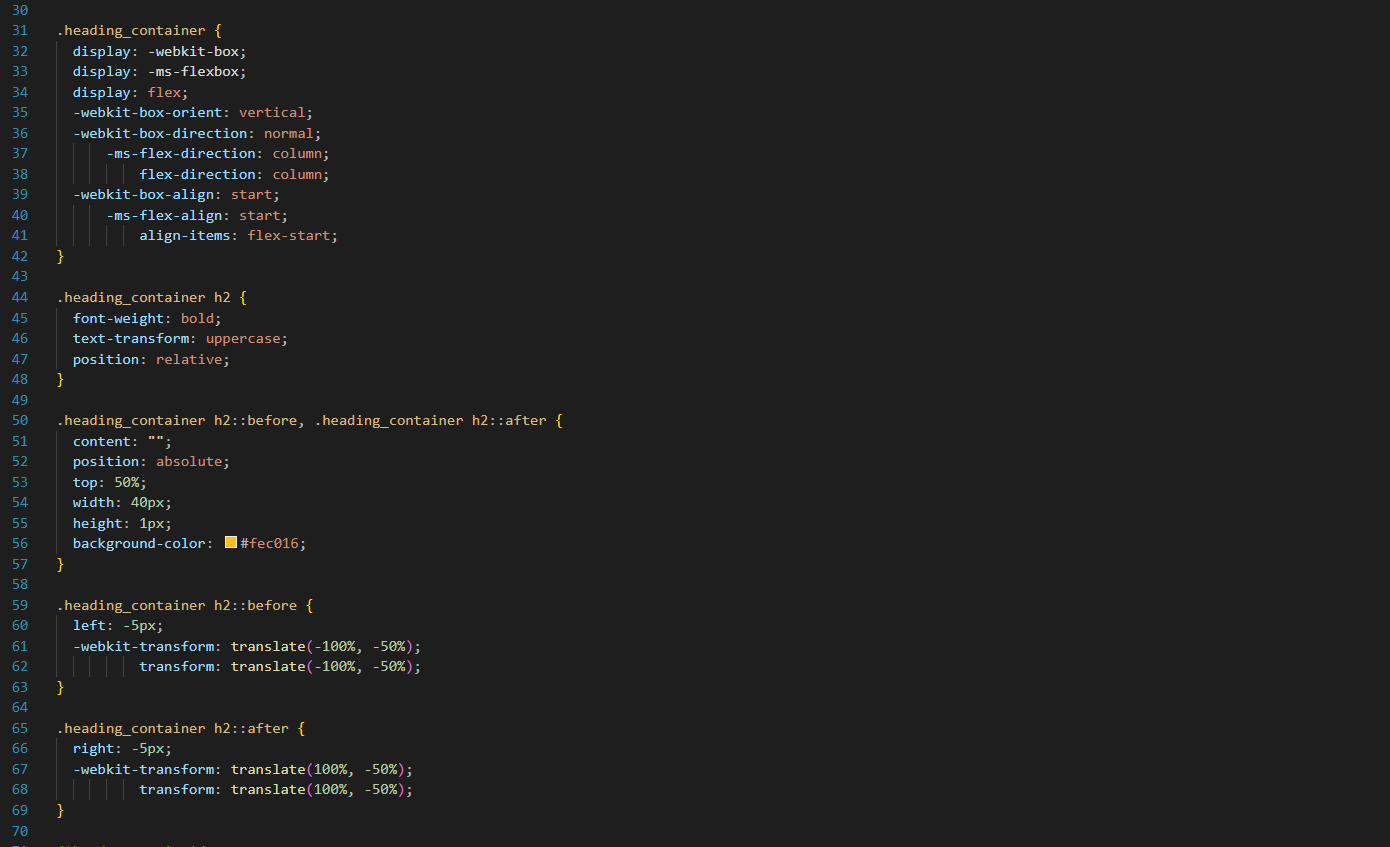 30
31 .heading_container {
32 display: -webkit-box;
33 display: -ms-flexbox;
34 display: flex;
35 -webkit-box-orient: vertical;
36 -webkit-box-direction: normal;
37 -ms-flex-direction: column;
38 flex-direction: column;
39 -webkit-box-align: start;
40 -ms-flex-align: start;
41 align-items: flex-start;
42 }
43
44 .heading_container h2 {
45 font-weight: bold;
46 text-transform: uppercase;
47 position: relative;
48 }
49
50 .heading_container h2::before, .heading_container h2::after {
51 content: "";
52 position: absolute;
53 top: 50%;
54 width: 40px;
55 height: 1px;
56 background-color: #fec016;
57 }
58
59 .heading_container h2::before {
60 left: -5px;
61 -webkit-transform: translate(-100%, -50%);
62 transform: translate(-100%, -50%);
63 }
64
65 .heading_container h2::after {
66 right: -5px;
67 -webkit-transform: translate(100%, -50%);
68 transform: translate(100%, -50%);
69 }
70